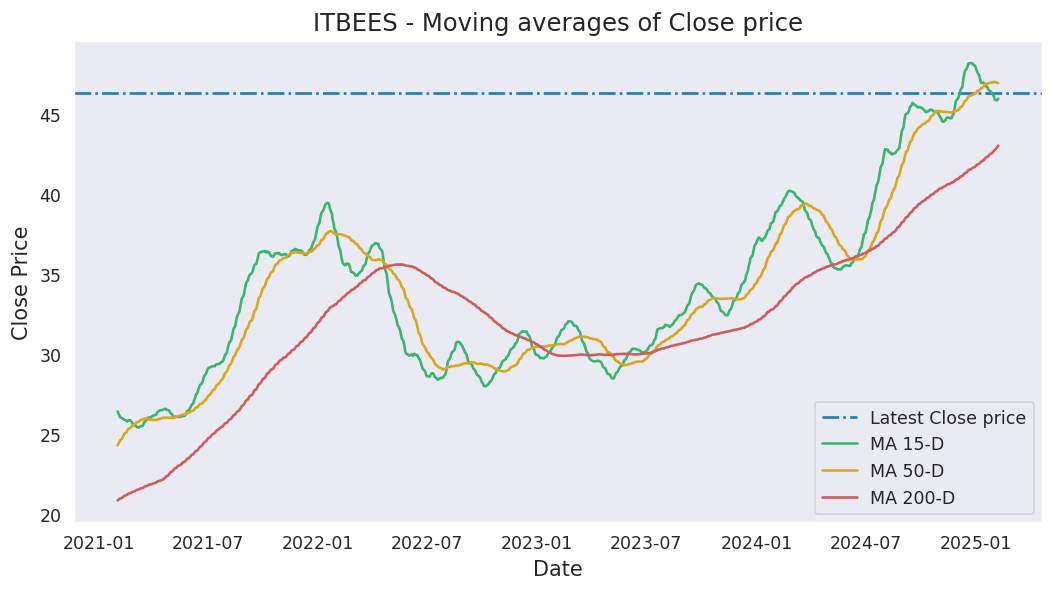 ITBEES - Moving averages of Close price
Close Price
45
40
35
30
25
20
Latest Close price
MA 15-D
MA 50-D
MA 200-D
2021-01 2021-07 2022-01 2022-07 2023-01 2023-07 2024-01 2024-07 2025-01
Date